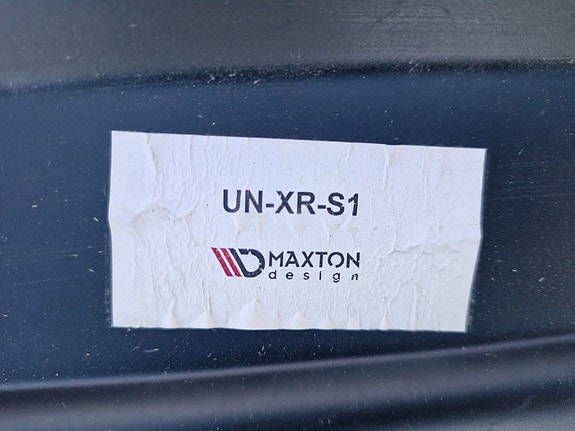 UN-XR-S1
MAXTON
design